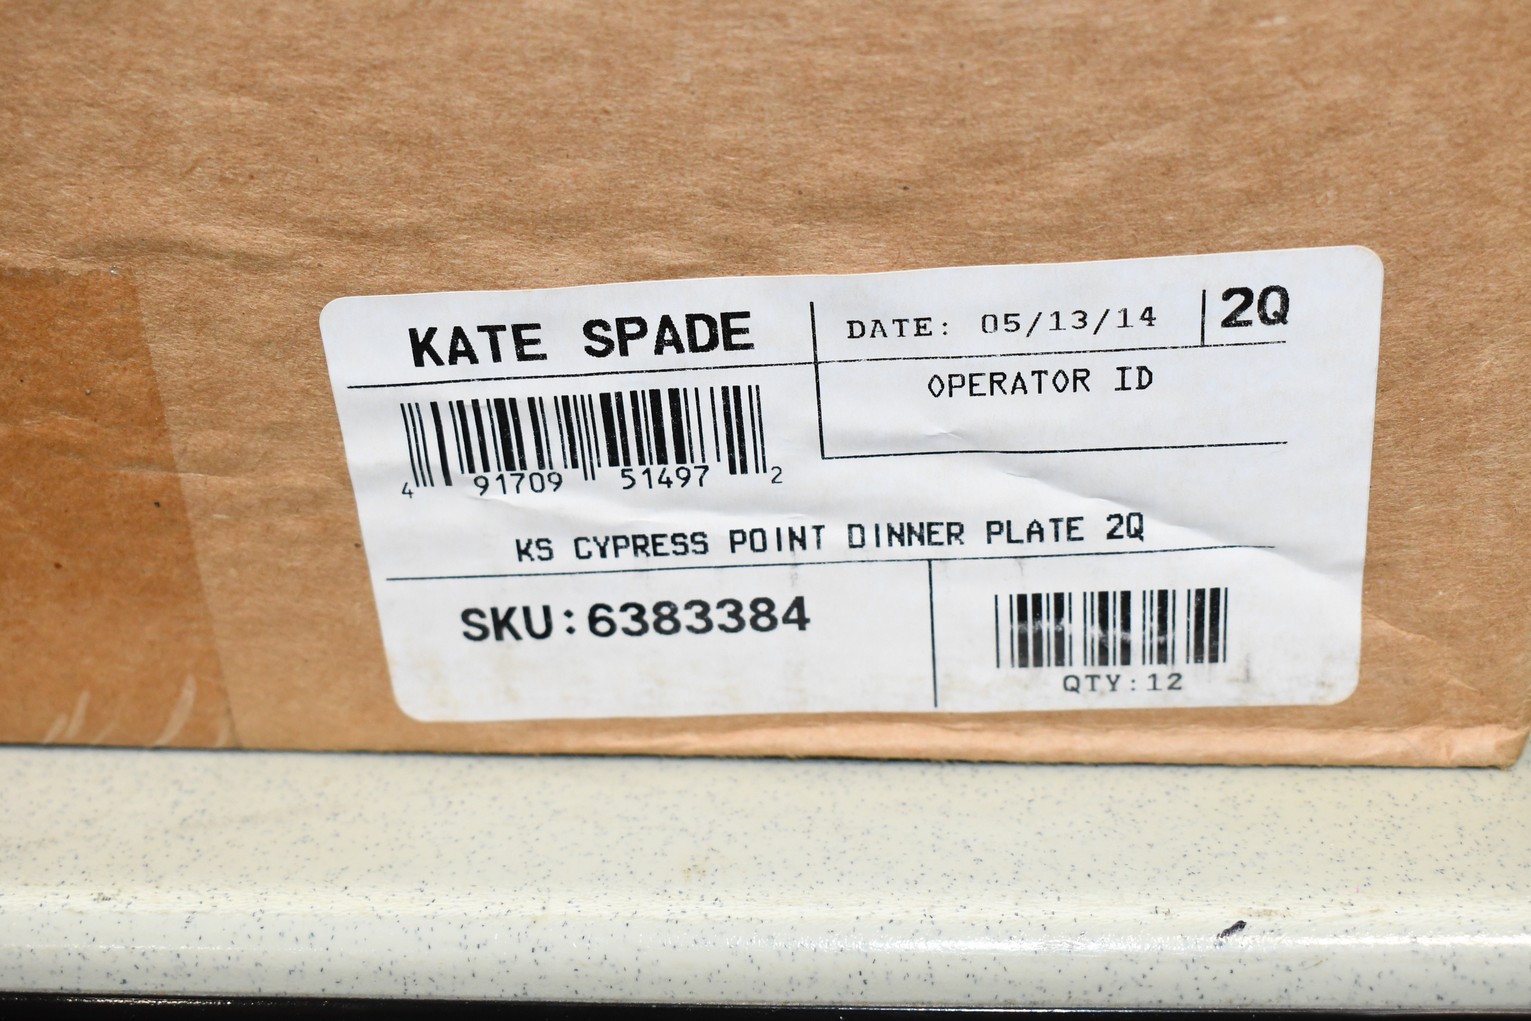 KATE SPADE
DATE: 05/13/14
2Q
OPERATOR ID
4 91709 51497 2
KS CYPRESS POINT DINNER PLATE 2Q
SKU:6383384
QTY:12